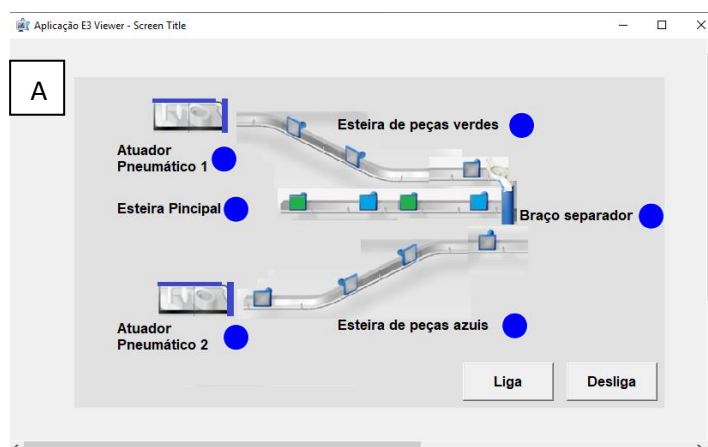 Aplicação E3 Viewer - Screen Title
A
Esteira de peças verdes
Atuador
Pneumático 1
Esteira Pincipal
Braço separador
Atuador
Pneumático 2
Esteira de peças azuis
Liga
Desliga